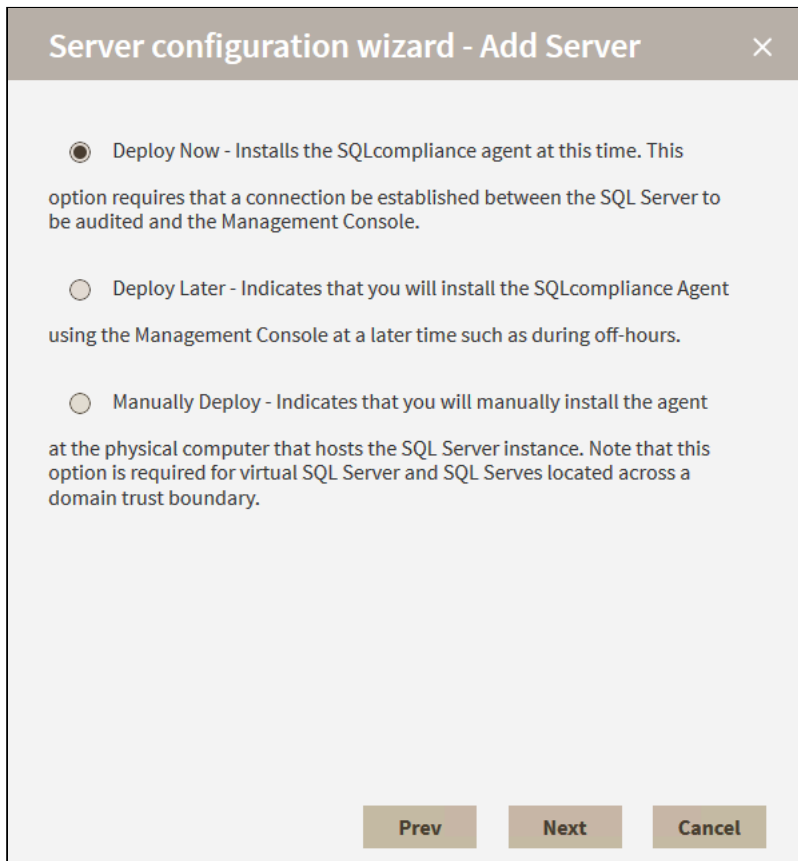 Server configuration wizard - Add Server
Deploy Now - Installs the SQLcompliance agent at this time. This
option requires that a connection be established between the SQL Server to
be audited and the Management Console.
Deploy Later - Indicates that you will install the SQLcompliance Agent
using the Management Console at a later time such as during off-hours.
Manually Deploy - Indicates that you will manually install the agent
at the physical computer that hosts the SQL Server instance. Note that this
option is required for virtual SQL Server and SQL Serves located across a
domain trust boundary.
Prev Next Cancel